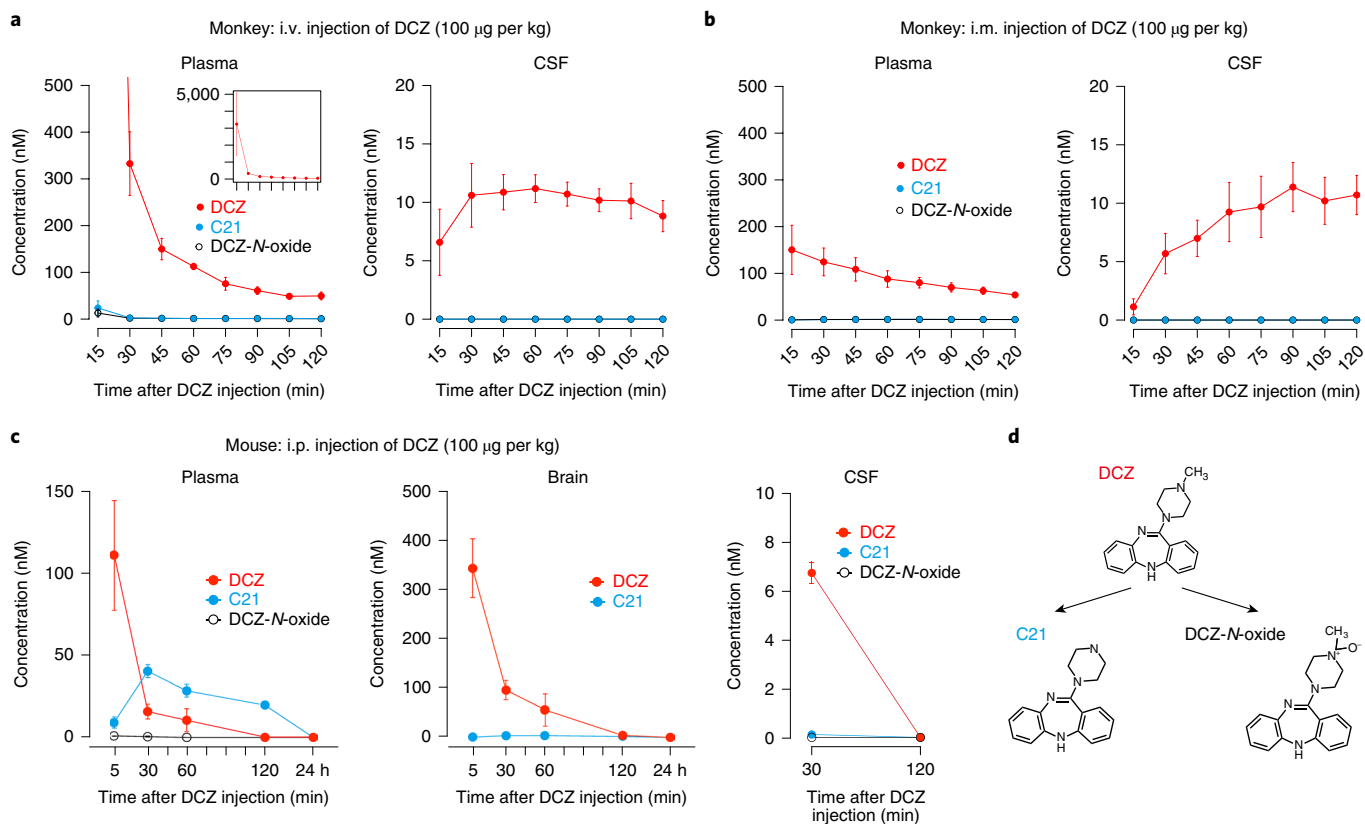 a
Monkey: i.v. injection of DCZ (100 μg per kg)
Plasma
Concentration (nM)
500
400
300
200
100
0
5,000
0
DCZ
C21
DCZ-N-oxide
15 30 45 60 75 90 105 120
Time after DCZ injection (min)
CSF
Concentration (nM)
20
15
10
5
0
15 30 45 60 75 90 105 120
Time after DCZ injection (min)
b
Monkey: i.m. injection of DCZ (100 μg per kg)
Plasma
Concentration (nM)
500
400
300
200
100
0
DCZ
C21
DCZ-N-oxide
15 30 45 60 75 90 105 120
Time after DCZ injection (min)
CSF
Concentration (nM)
20
15
10
5
0
15 30 45 60 75 90 105 120
Time after DCZ injection (min)
c
Mouse: i.p. injection of DCZ (100 μg per kg)
Plasma
Concentration (nM)
150
100
50
0
DCZ
C21
DCZ-N-oxide
5 30 60 120 24 h
Time after DCZ injection (min)
Brain
Concentration (nM)
500
400
300
200
100
0
DCZ
C21
5 30 60 120 24 h
Time after DCZ injection (min)
CSF
Concentration (nM)
10
8
6
4
2
0
DCZ
C21
DCZ-N-oxide
30 120
Time after DCZ
injection (min)
d
DCZ
CH3
N
N
N
N
H
C21
N
N
N
N
H
DCZ-N-oxide
CH3
N+ O−
N
N
N
H